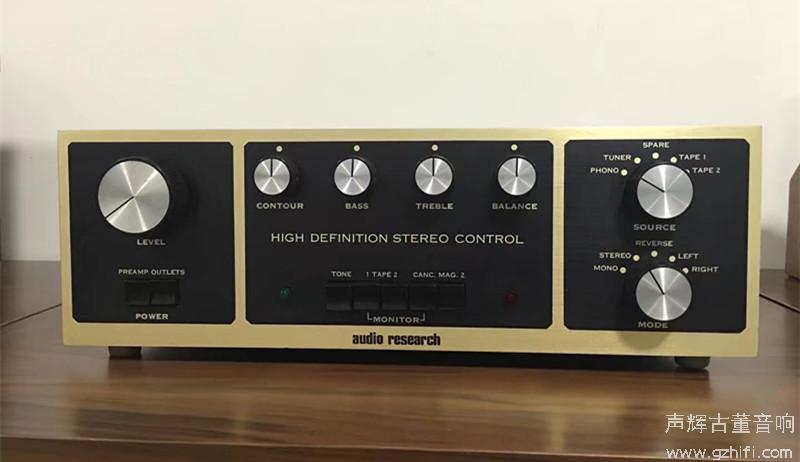 LEVEL
PREAMP OUTLETS
POWER
CONTOUR BASS TREBLE BALANCE
HIGH DEFINITION STEREO CONTROL
TONE 1 TAPE 2 CANC. MAG. 2
MONITOR
audio research
SPARE
TUNER TAPE 1
PHONO TAPE 2
SOURCE
REVERSE
STEREO LEFT
MONO RIGHT
MODE
声辉古董音响
www.gzhifi.com